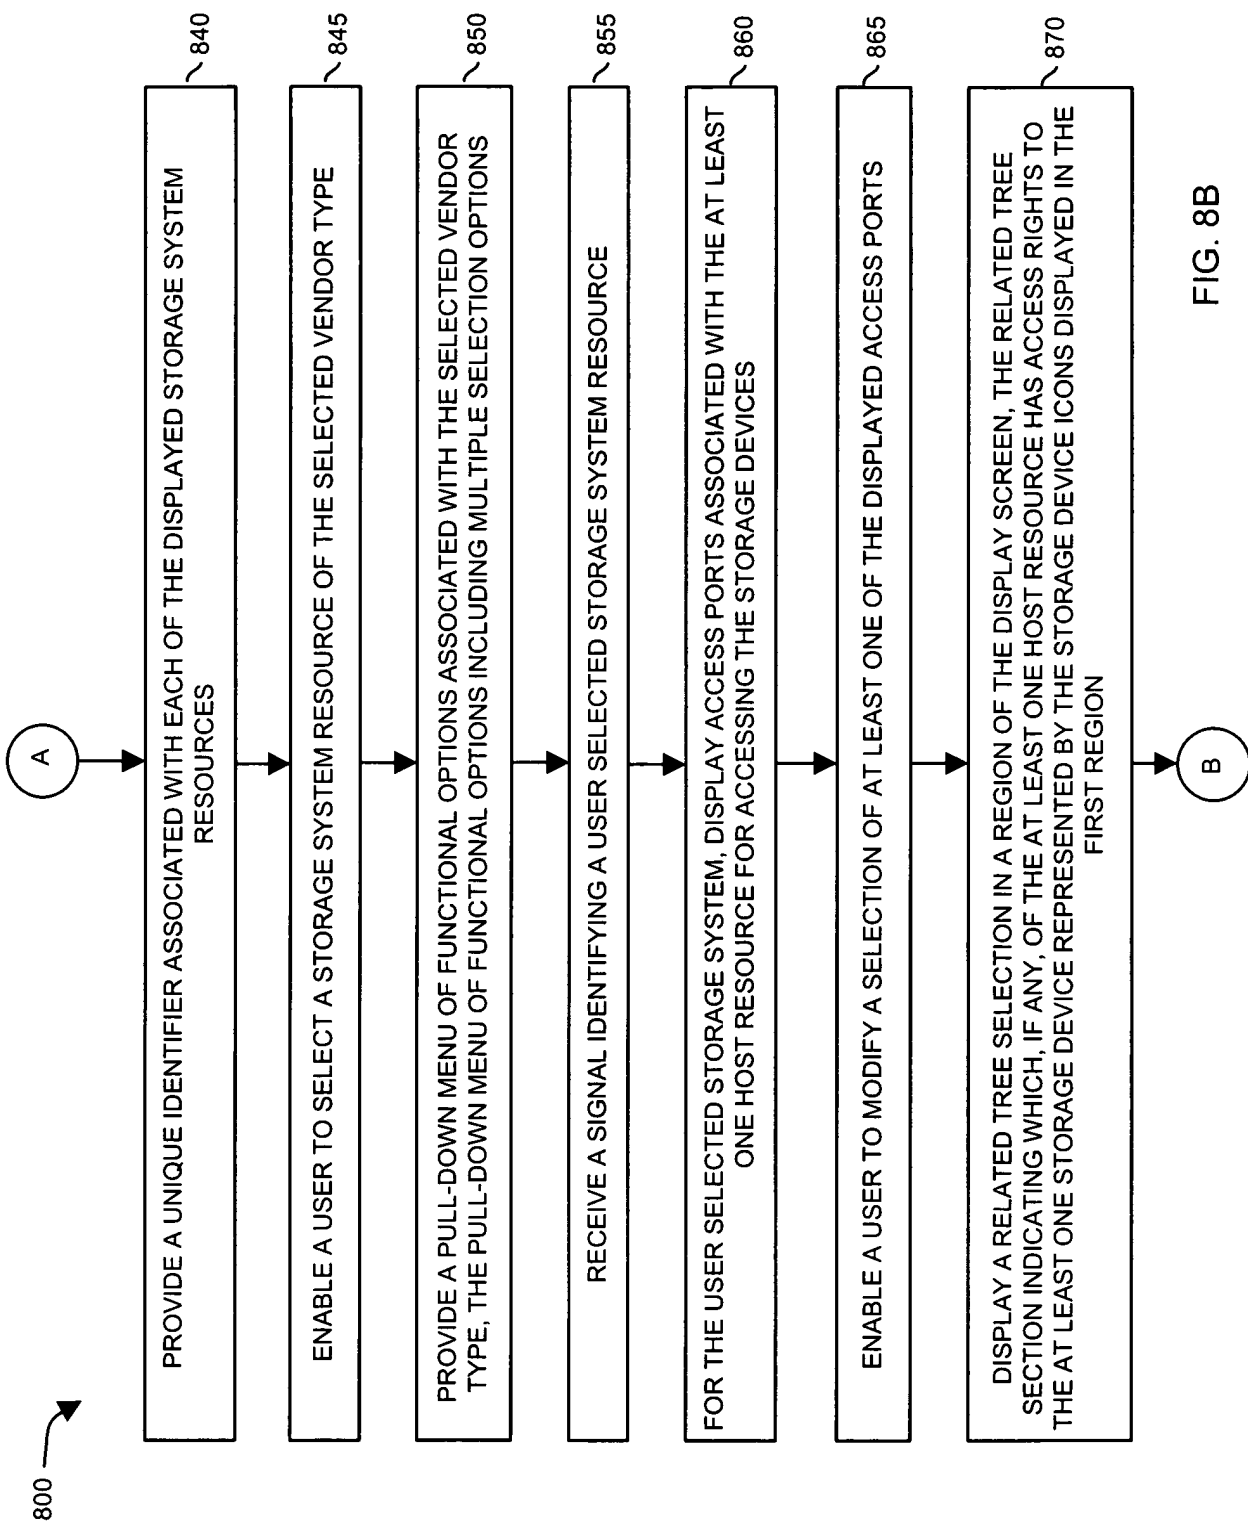 800
A
PROVIDE A UNIQUE IDENTIFIER ASSOCIATED WITH EACH OF THE DISPLAYED STORAGE SYSTEM
RESOURCES
840
ENABLE A USER TO SELECT A STORAGE SYSTEM RESOURCE OF THE SELECTED VENDOR TYPE
845
PROVIDE A PULL-DOWN MENU OF FUNCTIONAL OPTIONS ASSOCIATED WITH THE SELECTED VENDOR
TYPE, THE PULL-DOWN MENU OF FUNCTIONAL OPTIONS INCLUDING MULTIPLE SELECTION OPTIONS
850
RECEIVE A SIGNAL IDENTIFYING A USER SELECTED STORAGE SYSTEM RESOURCE
855
FOR THE USER SELECTED STORAGE SYSTEM, DISPLAY ACCESS PORTS ASSOCIATED WITH THE AT LEAST
ONE HOST RESOURCE FOR ACCESSING THE STORAGE DEVICES
860
ENABLE A USER TO MODIFY A SELECTION OF AT LEAST ONE OF THE DISPLAYED ACCESS PORTS
865
DISPLAY A RELATED TREE SELECTION IN A REGION OF THE DISPLAY SCREEN, THE RELATED TREE
SECTION INDICATING WHICH, IF ANY, OF THE AT LEAST ONE HOST RESOURCE HAS ACCESS RIGHTS TO
THE AT LEAST ONE STORAGE DEVICE REPRESENTED BY THE STORAGE DEVICE ICONS DISPLAYED IN THE
FIRST REGION
870
B
FIG. 8B